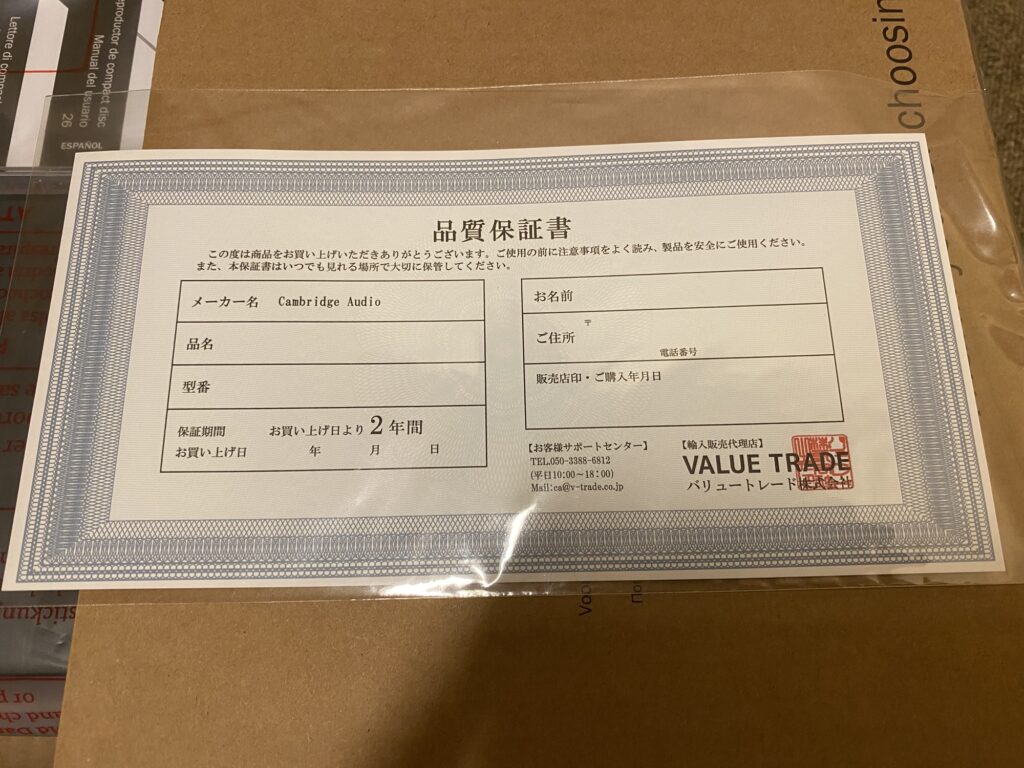 reproductor de compact disc
Manual del usuario
26
ESPAÑOL
Lettore di compact
choosin
品質保証書
この度は商品をお買い上げいただきありがとうございます。ご使用の前に注意事項をよく読み、製品を安全にご使用ください。
また、本保証書はいつでも見れる場所で大切に保管してください。
メーカー名 Cambridge Audio
品名
型番
保証期間 お買い上げ日より 2 年間
お買い上げ日 年 月 日
お名前
ご住所 〒
電話番号
販売店印・ご購入年月日
【お客様サポートセンター】
TEL.050-3388-6812
(平日10:00~18:00)
Mail:ca@v-trade.co.jp
【輸入販売代理店】
VALUE TRADE
バリュートレード株式会社